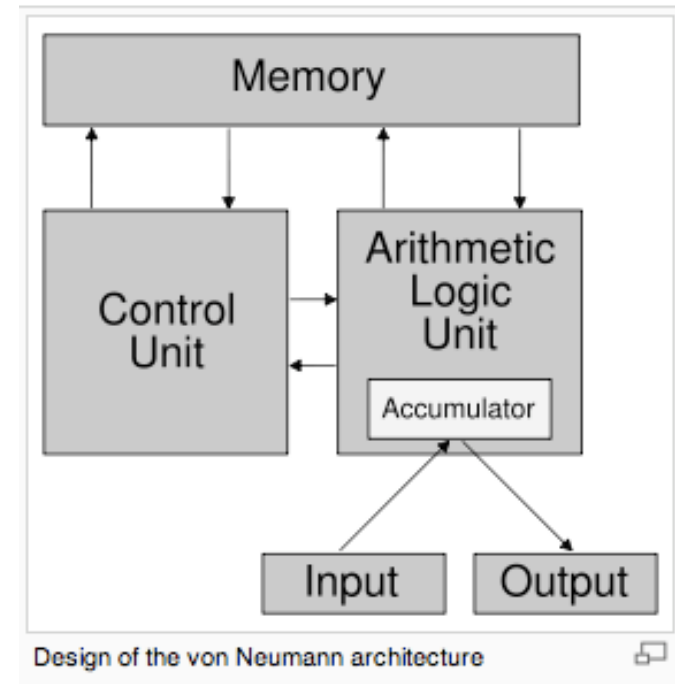 Memory
Control
Unit
Arithmetic
Logic
Unit
Accumulator
Input
Output
Design of the von Neumann architecture